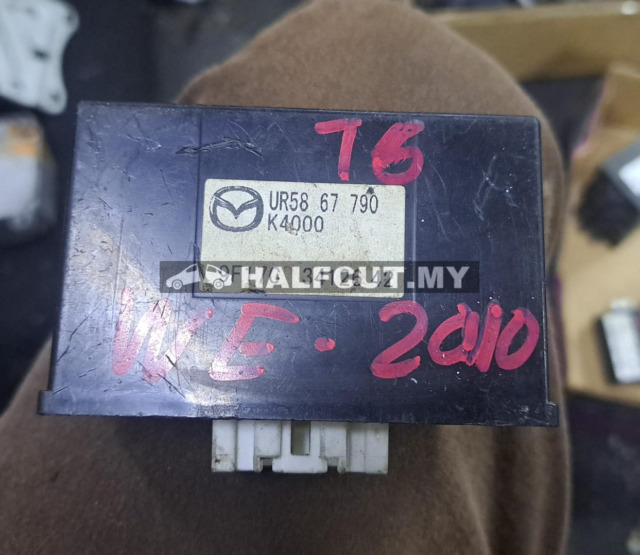 T6
UR58 67 790
K4000
HALFCUT.MY
WE - 2010